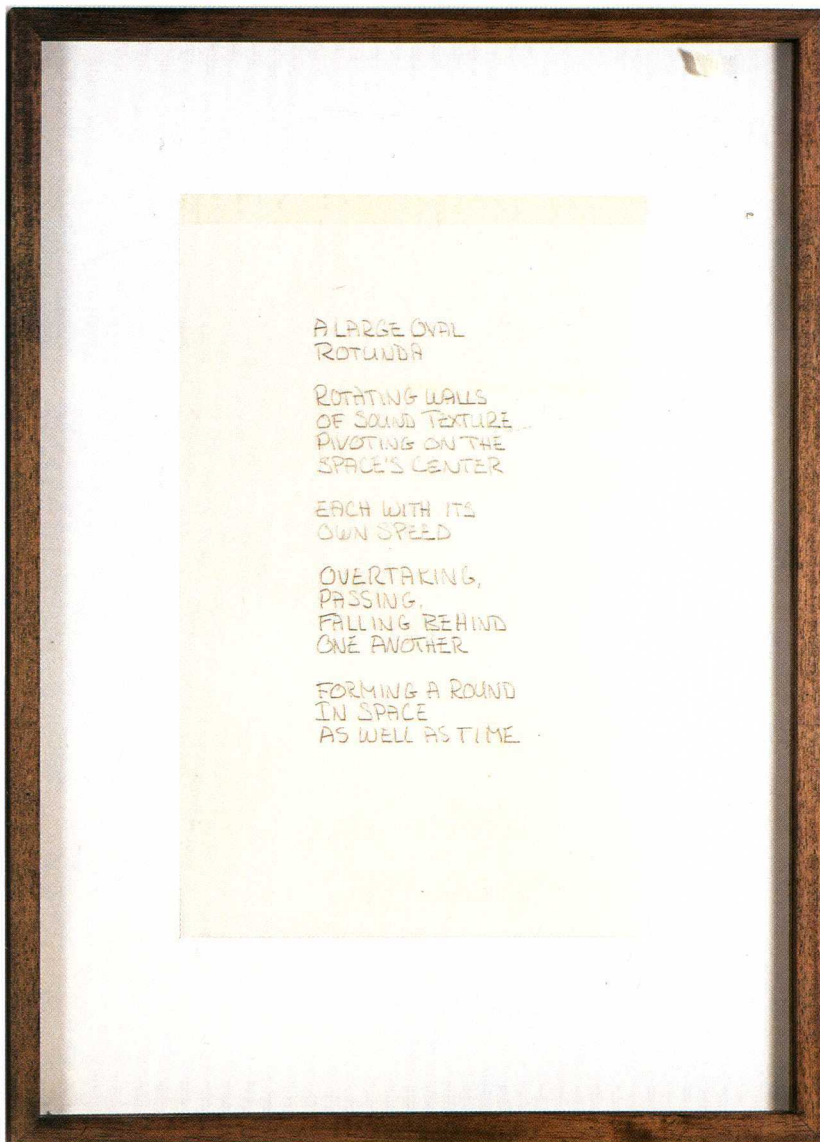 A LARGE OVAL
ROTUNDA
ROTATING WALLS
OF SOUND TEXTURE
PIVOTING ON THE
SPACE'S CENTER
EACH WITH ITS
OWN SPEED
OVERTAKING,
PASSING,
FALLING BEHIND
ONE ANOTHER
FORMING A ROUND
IN SPACE
AS WELL AS TIME